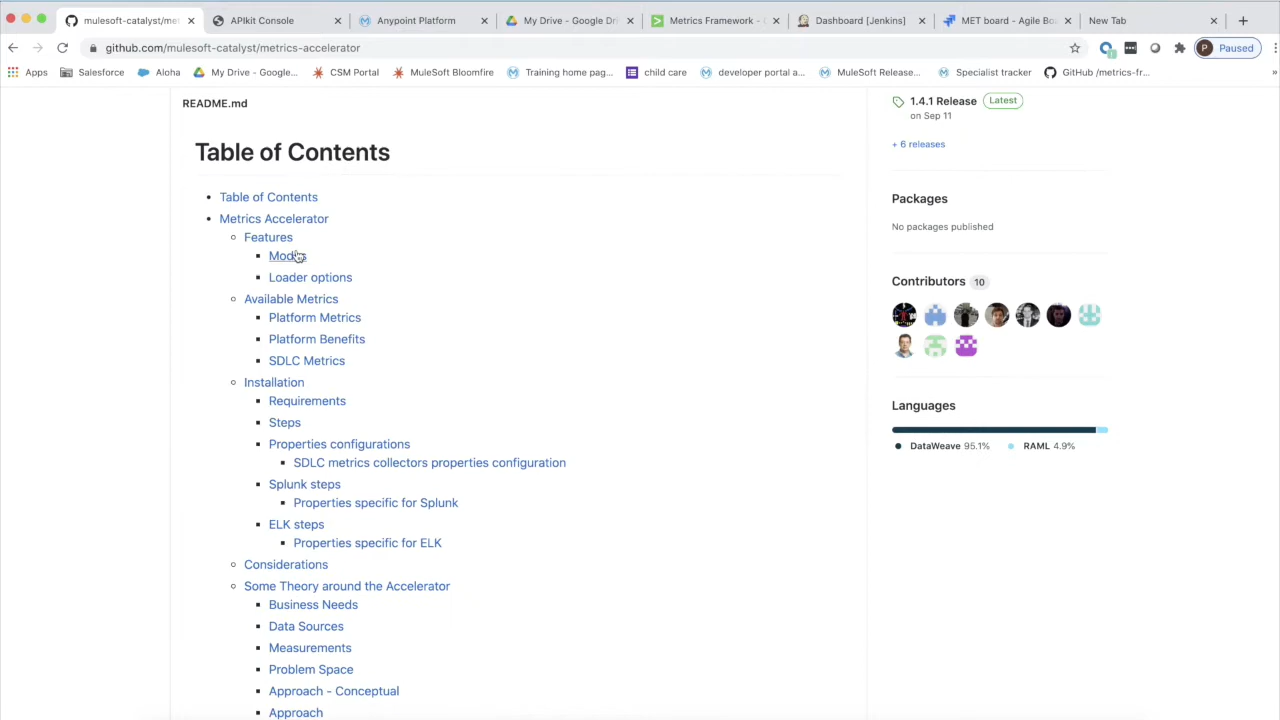 mulesoft-catalyst/met
APIkit Console
Anypoint Platform
My Drive - Google Dri
Metrics Framework - C
Dashboard [Jenkins]
MET board - Agile Boa
New Tab
github.com/mulesoft-catalyst/metrics-accelerator
P Paused
Apps
Salesforce
Aloha
My Drive - Google...
CSM Portal
MuleSoft Bloomfire
Training home pag...
child care
developer portal a...
MuleSoft Release...
Specialist tracker
GitHub /metrics-fr...
»
README.md
Table of Contents
Table of Contents
Metrics Accelerator
Features
Modes
Loader options
Available Metrics
Platform Metrics
Platform Benefits
SDLC Metrics
Installation
Requirements
Steps
Properties configurations
SDLC metrics collectors properties configuration
Splunk steps
Properties specific for Splunk
ELK steps
Properties specific for ELK
Considerations
Some Theory around the Accelerator
Business Needs
Data Sources
Measurements
Problem Space
Approach - Conceptual
Approach
1.4.1 Release Latest
on Sep 11
+ 6 releases
Packages
No packages published
Contributors 10
Languages
DataWeave 95.1%
RAML 4.9%